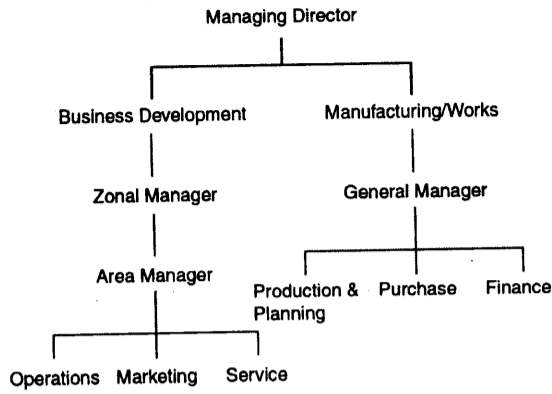 Managing Director
Business Development
Manufacturing/Works
Zonal Manager
General Manager
Area Manager
Production &
Planning
Purchase
Finance
Operations
Marketing
Service